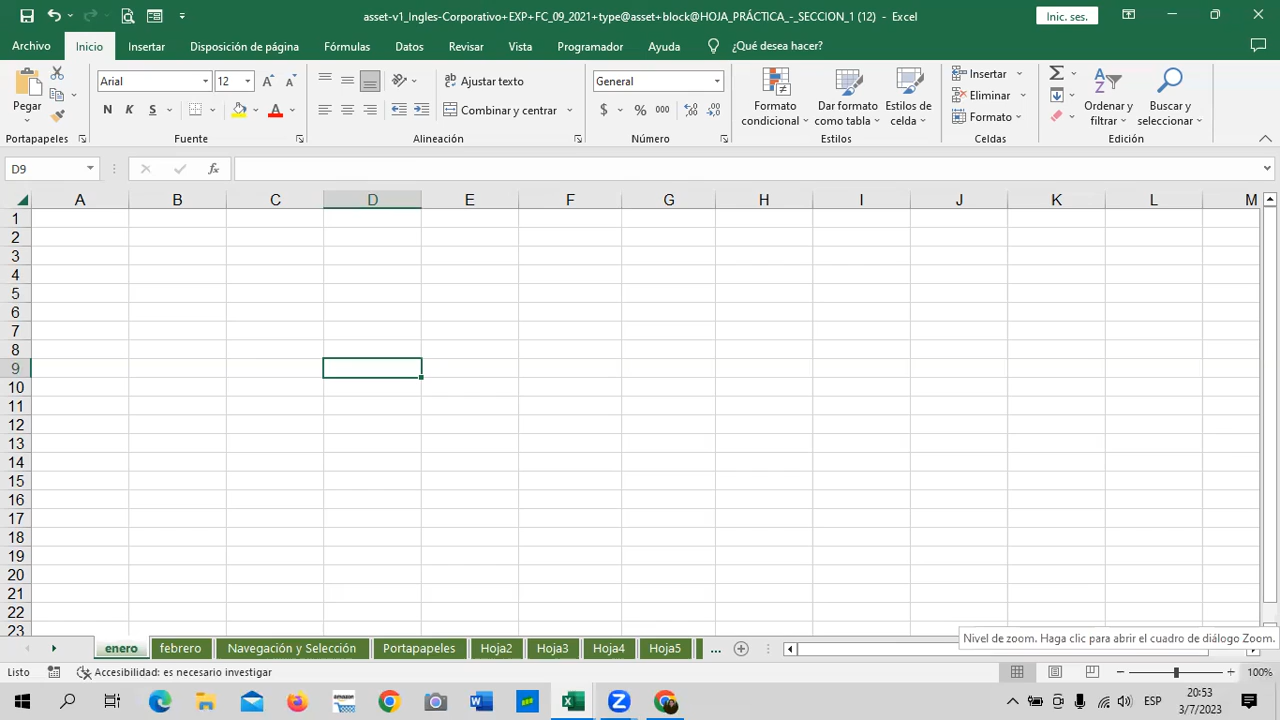 asset-v1_Ingles-Corporativo+EXP+FC_09_2021+type@asset+block@HOJA_PRÁCTICA_-_SECCION_1 (12) - Excel
Inic. ses.
Archivo Inicio Insertar Disposición de página Fórmulas Datos Revisar Vista Programador Ayuda ¿Qué desea hacer?
Pegar
Arial 12
N K S
Ajustar texto
Combinar y centrar
General
$ % 000
Formato condicional
Dar formato como tabla
Estilos de celda
Insertar
Eliminar
Formato
Ordenar y filtrar
Buscar y seleccionar
Portapapeles Fuente Alineación Número Estilos Celdas Edición
D9 fx
A B C D E F G H I J K L M
1
2
3
4
5
6
7
8
9
10
11
12
13
14
15
16
17
18
19
20
21
22
23
Nivel de zoom. Haga clic para abrir el cuadro de diálogo Zoom.
enero febrero Navegación y Selección Portapapeles Hoja2 Hoja3 Hoja4 Hoja5 ...
Listo Accesibilidad: es necesario investigar 100%
ESP
20:53
3/7/2023